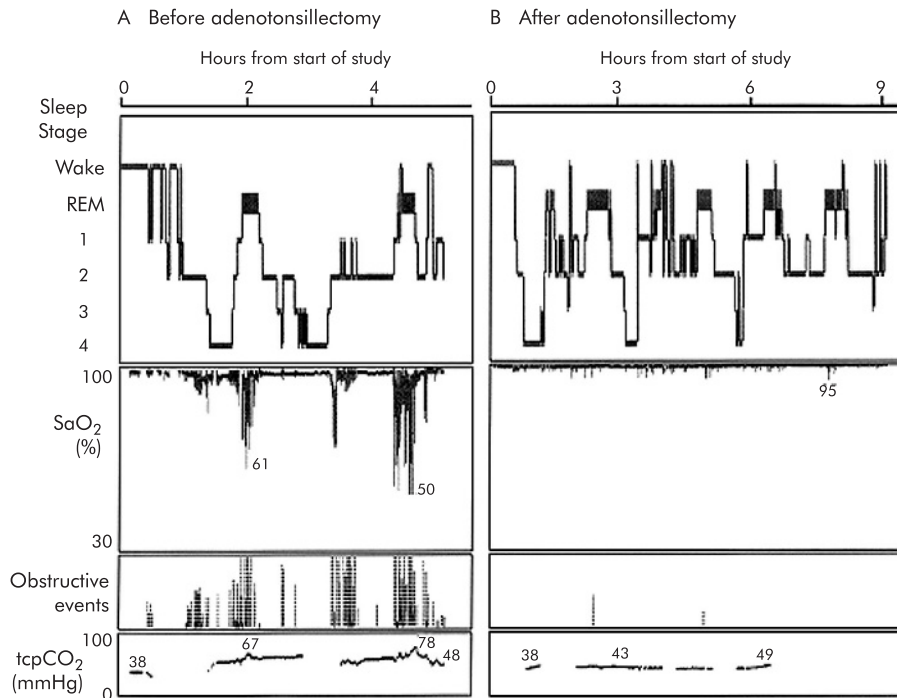 A Before adenotonsillectomy
Hours from start of study
0 2 4
Sleep
Stage
Wake
REM
1
2
3
4
100
SaO2
(%)
30
61
50
Obstructive
events
100
tcpCO2
(mmHg)
0
38
67
78
48
B After adenotonsillectomy
Hours from start of study
0 3 6 9
95
38
43
49